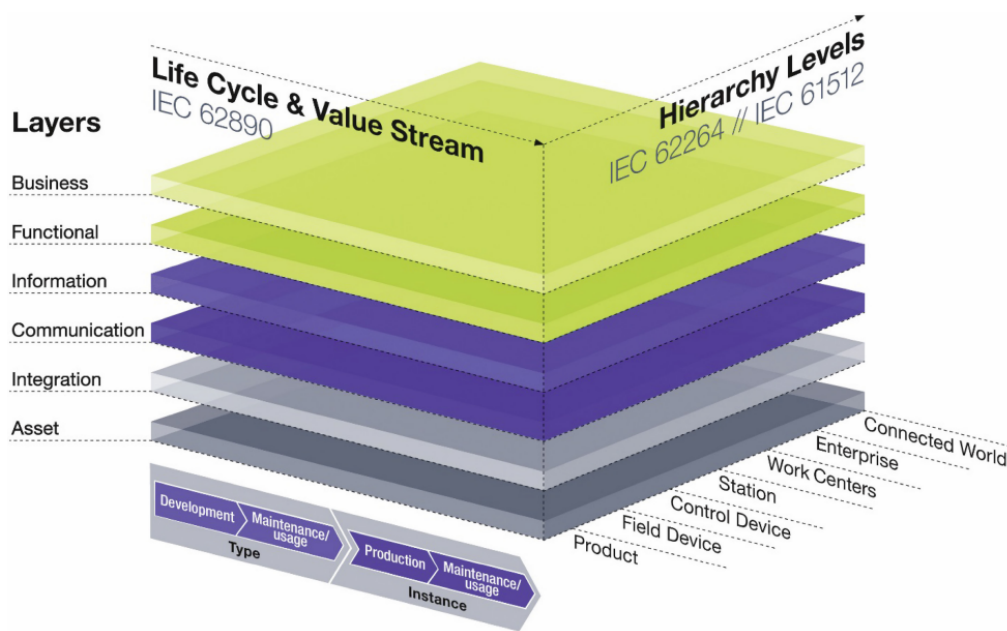 Life Cycle & Value Stream
IEC 62890
Hierarchy Levels
IEC 62264 // IEC 61512
Layers
Business
Functional
Information
Communication
Integration
Asset
Connected World
Enterprise
Work Centers
Station
Control Device
Field Device
Product
Development
Maintenance/
usage
Type
Production
Maintenance/
usage
Instance